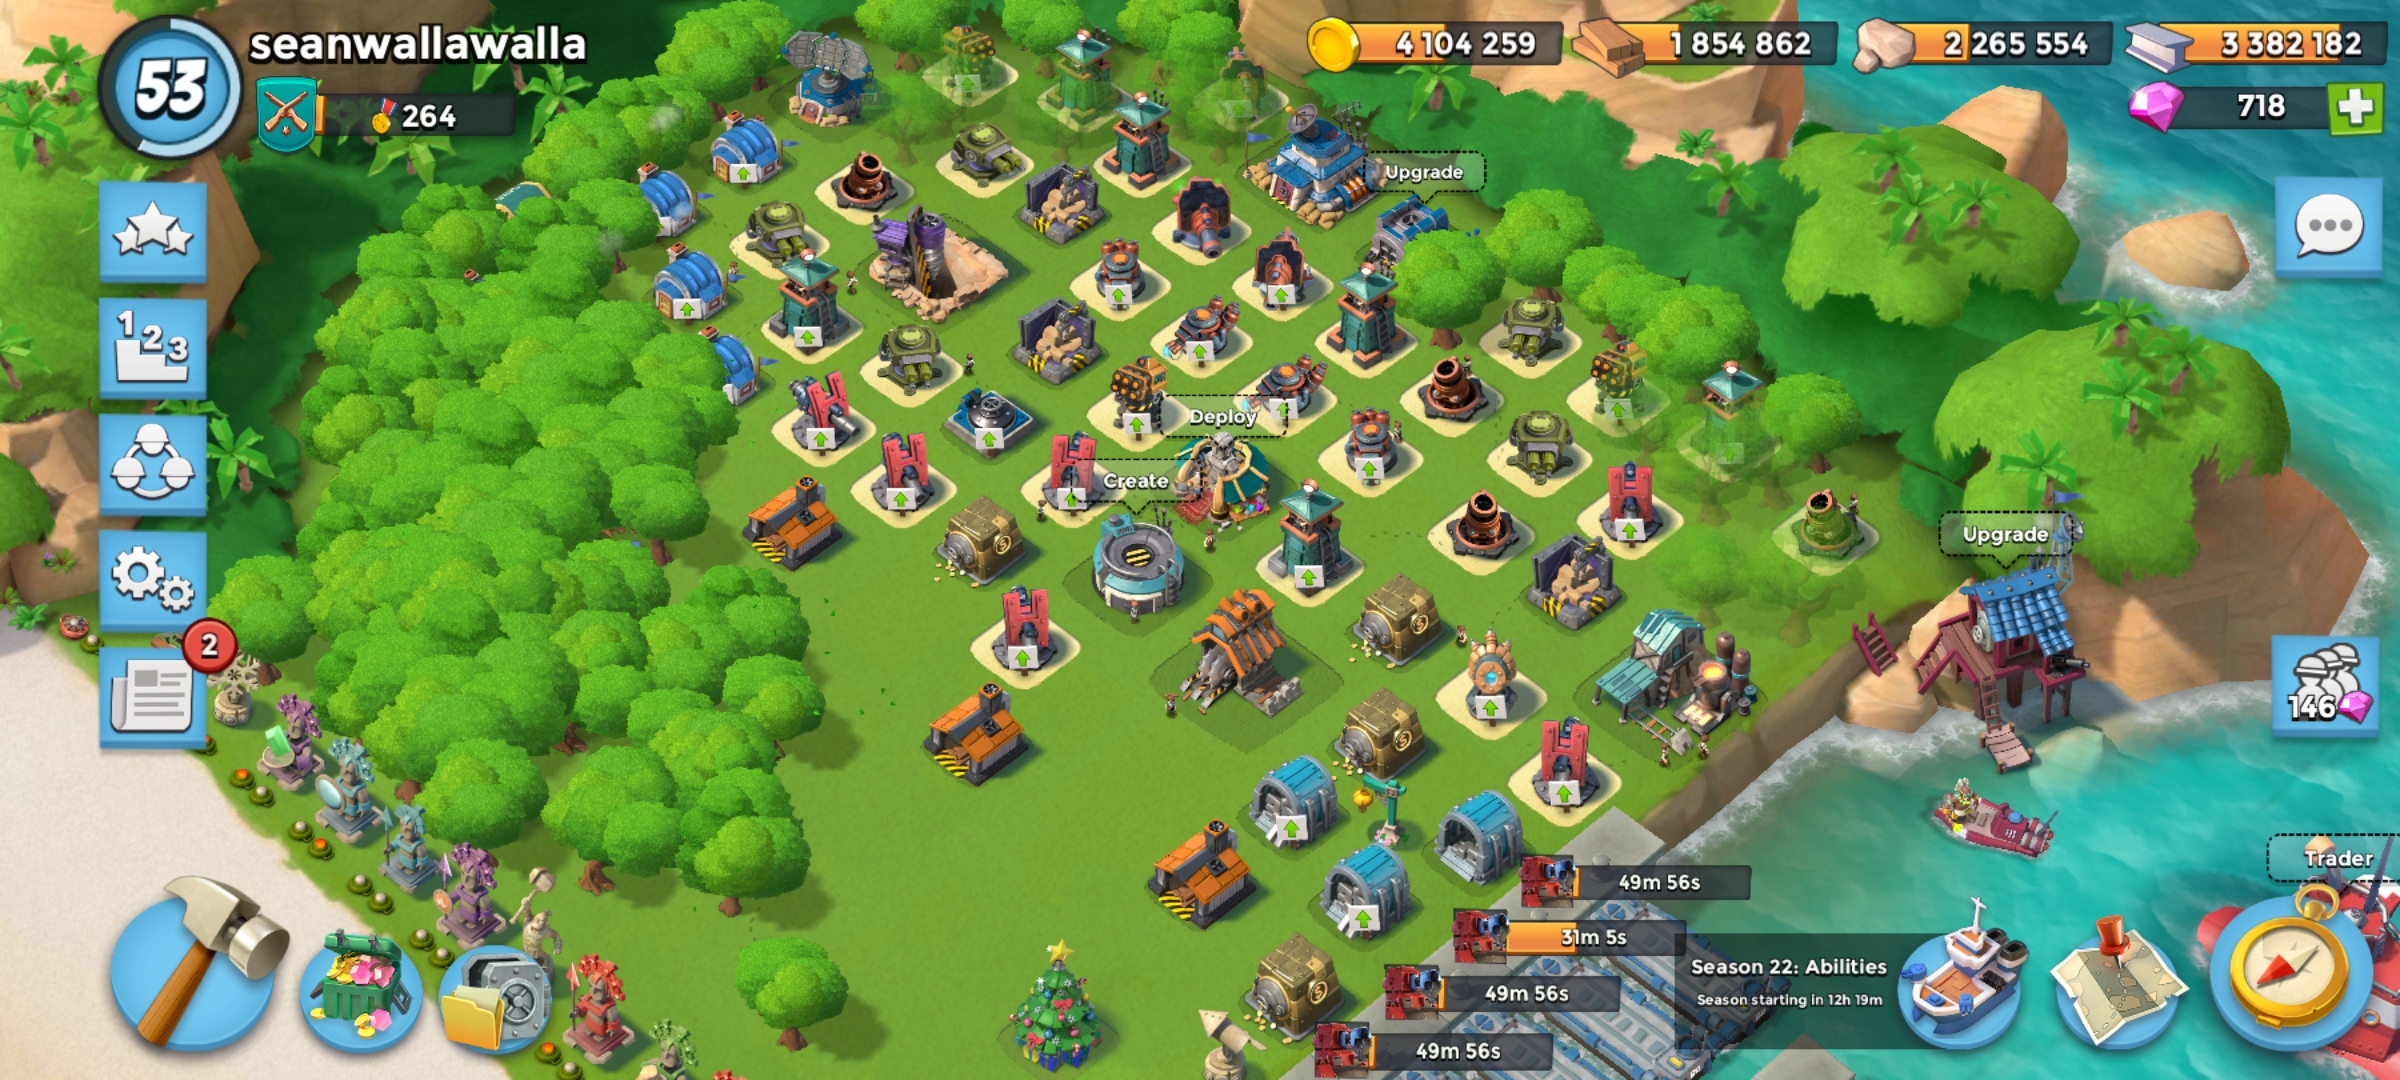 53
seanwallawalla
264
4 104 259
1 854 862
2 265 554
3 382 182
718
Upgrade
123
Deploy
Create
Upgrade
2
146
Trader
49m 56s
31m 5s
49m 56s
49m 56s
Season 22: Abilities
Season starting in 12h 19m